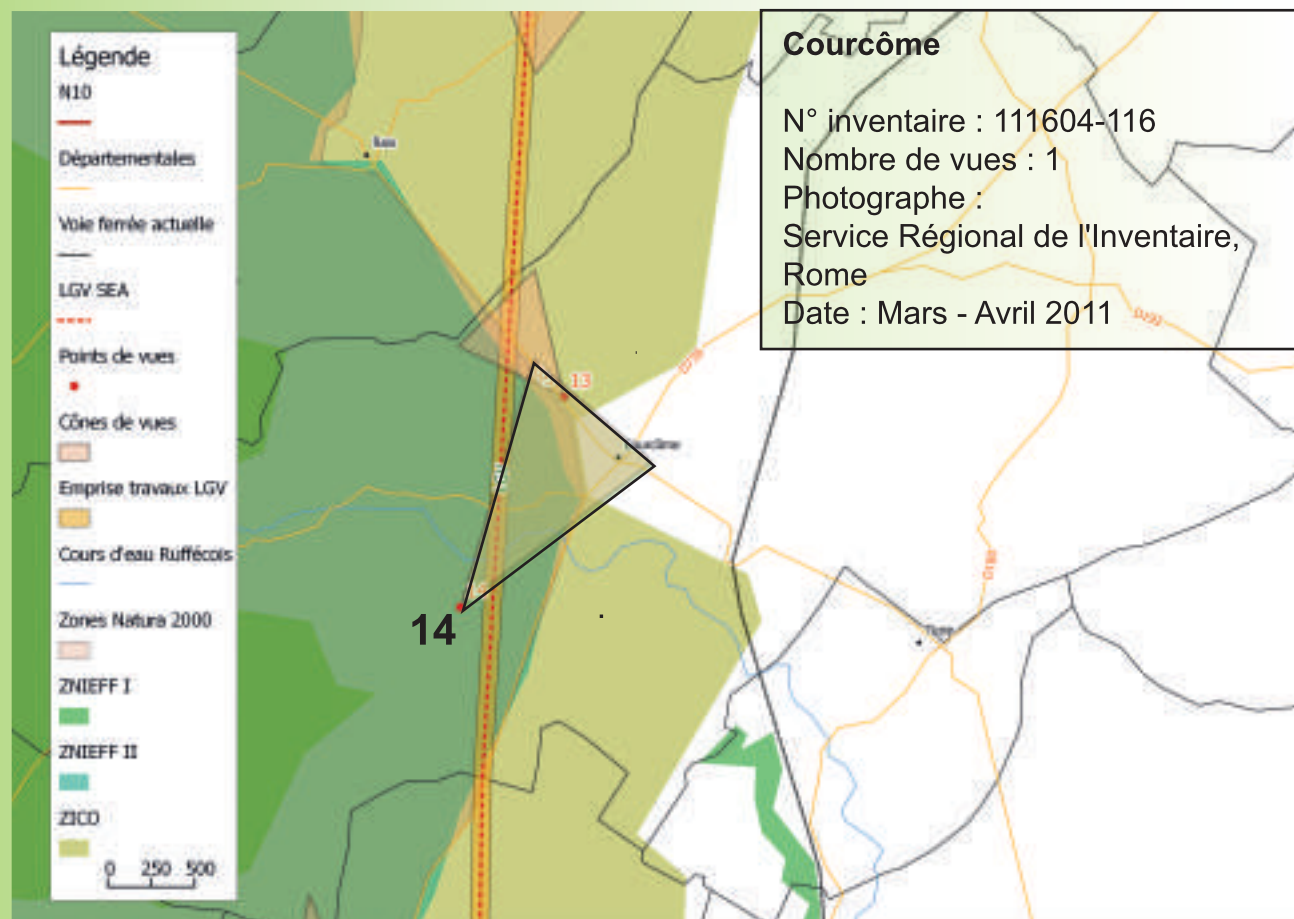 Légende
N10
Départementales
Voie ferrée actuelle
LGV SEA
Points de vues
Cônes de vues
Emprise travaux LGV
Cours d'eau Ruffécois
Zones Natura 2000
ZNIEFF I
ZNIEFF II
ZICO
0 250 500
Courcôme
N° inventaire : 111604-116
Nombre de vues : 1
Photographe :
Service Régional de l'Inventaire,
Rome
Date : Mars - Avril 2011
13
D736
14